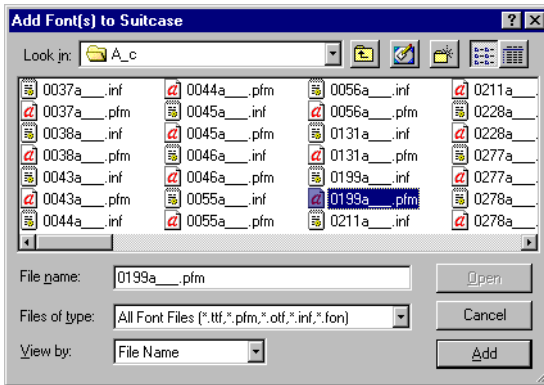 Add Font(s) to Suitcase
Look in: A_c
0037a___.inf 0044a___.pfm 0056a___.inf 0211a___.
0037a___.pfm 0045a___.inf 0056a___.pfm 0228a___.
0038a___.inf 0045a___.pfm 0131a___.inf 0228a___.
0038a___.pfm 0046a___.inf 0131a___.pfm 0277a___.
0043a___.inf 0046a___.pfm 0199a___.inf 0277a___.
0043a___.pfm 0055a___.inf 0199a___.pfm 0278a___.
0044a___.inf 0055a___.pfm 0211a___.inf 0278a___.
File name: 0199a___.pfm Open
Files of type: All Font Files (*.ttf,*.pfm,*.otf,*.inf,*.fon) Cancel
View by: File Name Add